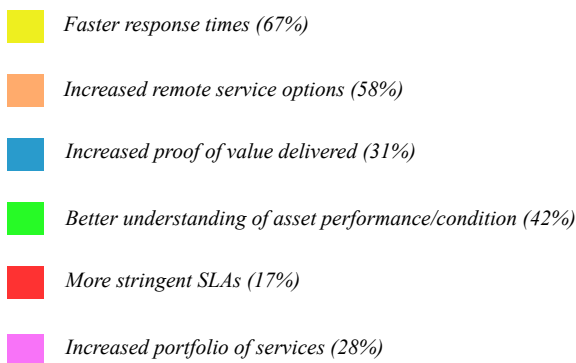 Faster response times (67%)
Increased remote service options (58%)
Increased proof of value delivered (31%)
Better understanding of asset performance/condition (42%)
More stringent SLAs (17%)
Increased portfolio of services (28%)